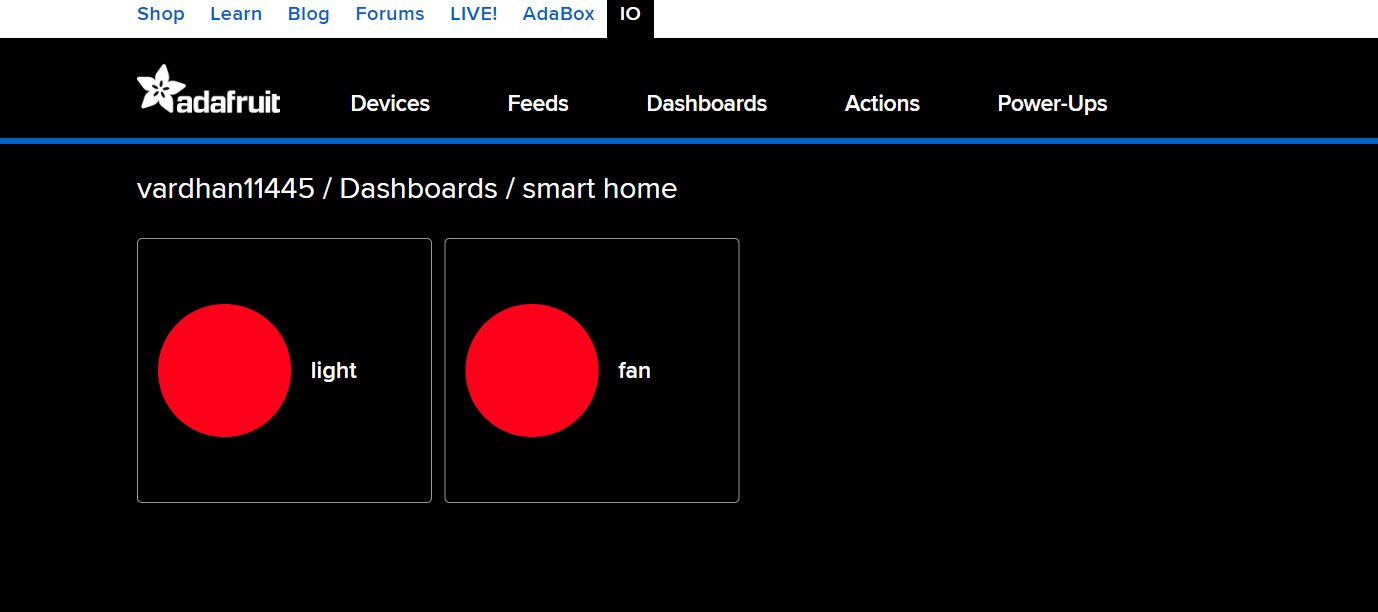 Shop Learn Blog Forums LIVE! AdaBox IO
adafruit Devices Feeds Dashboards Actions Power-Ups
vardhan11445 / Dashboards / smart home
light fan